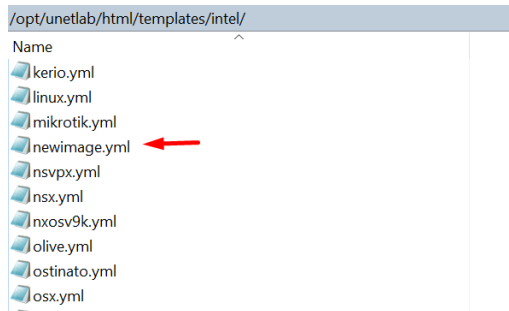 /opt/unetlab/html/templates/intel/
Name
kerio.yml
linux.yml
mikrotik.yml
newimage.yml
nsvpx.yml
nsx.yml
nxosv9k.yml
olive.yml
ostinato.yml
osx.yml